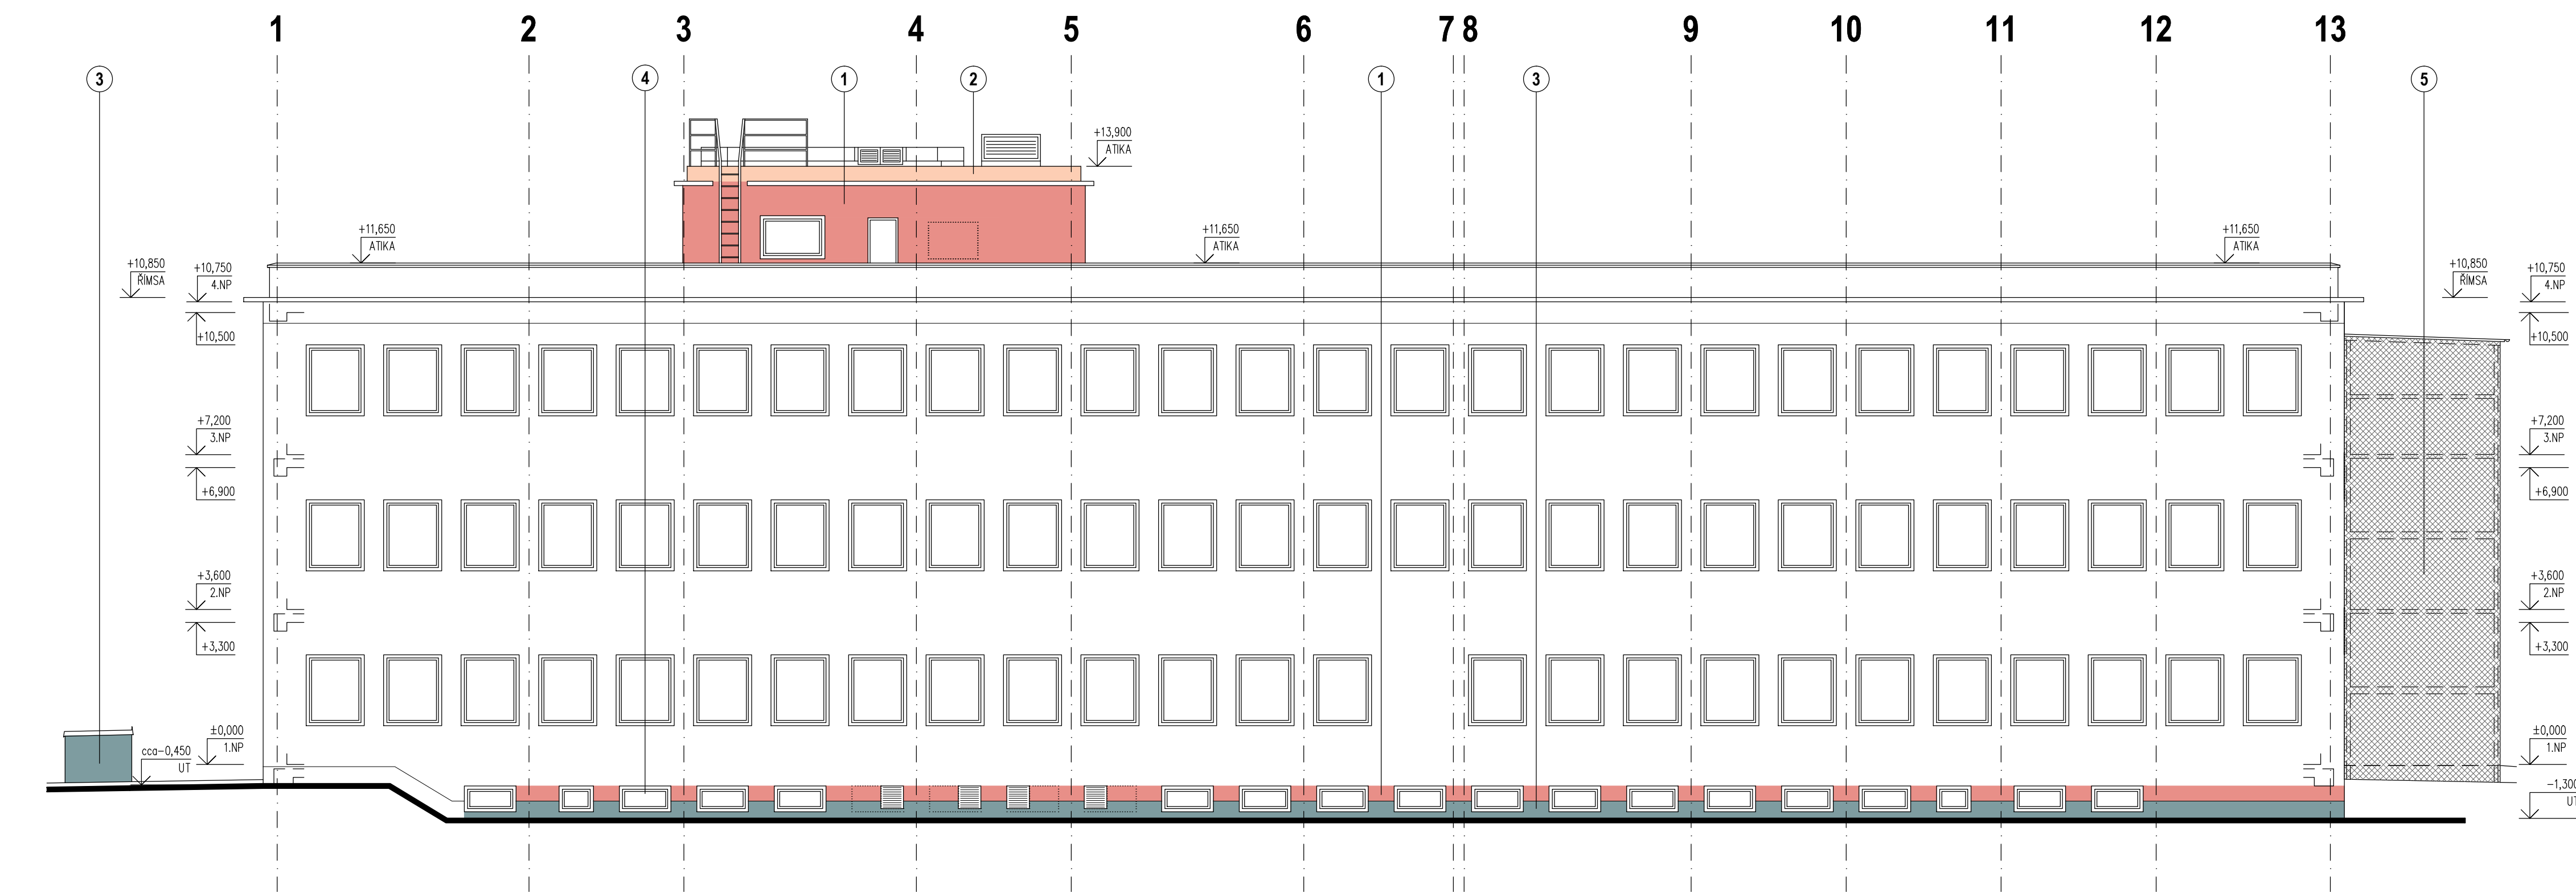 1 2 3 4 5 6 7 8 9 10 11 12 13
3 4 1 2 1 3 5
+13,900
ATIKA
+11,650
ATIKA
+11,650
ATIKA
+11,650
ATIKA
+10,850
ŘÍMSA
+10,750
4.NP
+10,500
+10,850
ŘÍMSA
+10,750
4.NP
+10,500
+7,200
3.NP
+6,900
+7,200
3.NP
+6,900
+3,600
2.NP
+3,300
+3,600
2.NP
+3,300
±0,000
1.NP
cca-0,450
UT
±0,000
1.NP
-1,300
UT